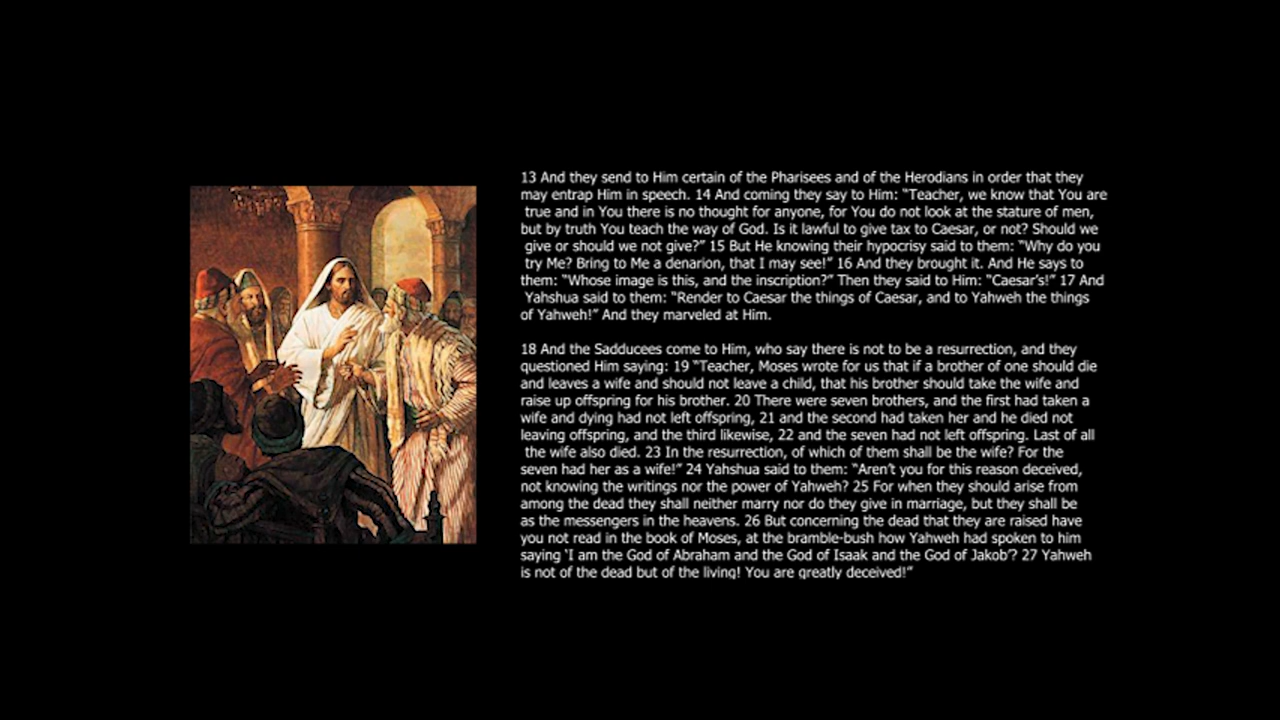 13 And they send to Him certain of the Pharisees and of the Herodians in order that they
may entrap Him in speech. 14 And coming they say to Him: “Teacher, we know that You are
true and in You there is no thought for anyone, for You do not look at the stature of men,
but by truth You teach the way of God. Is it lawful to give tax to Caesar, or not? Should we
give or should we not give?” 15 But He knowing their hypocrisy said to them: “Why do you
try Me? Bring to Me a denarion, that I may see!” 16 And they brought it. And He says to
them: “Whose image is this, and the inscription?” Then they said to Him: “Caesar’s!” 17 And
Yahshua said to them: “Render to Caesar the things of Caesar, and to Yahweh the things
of Yahweh!” And they marveled at Him.
18 And the Sadducees come to Him, who say there is not to be a resurrection, and they
questioned Him saying: 19 “Teacher, Moses wrote for us that if a brother of one should die
and leaves a wife and should not leave a child, that his brother should take the wife and
raise up offspring for his brother. 20 There were seven brothers, and the first had taken a
wife and dying had not left offspring, 21 and the second had taken her and he died not
leaving offspring, and the third likewise, 22 and the seven had not left offspring. Last of all
the wife also died. 23 In the resurrection, of which of them shall be the wife? For the
seven had her as a wife!” 24 Yahshua said to them: “Aren’t you for this reason deceived,
not knowing the writings nor the power of Yahweh? 25 For when they should arise from
among the dead they shall neither marry nor do they give in marriage, but they shall be
as the messengers in the heavens. 26 But concerning the dead that they are raised have
you not read in the book of Moses, at the bramble-bush how Yahweh had spoken to him
saying ‘I am the God of Abraham and the God of Isaak and the God of Jakob’? 27 Yahweh
is not of the dead but of the living! You are greatly deceived!”